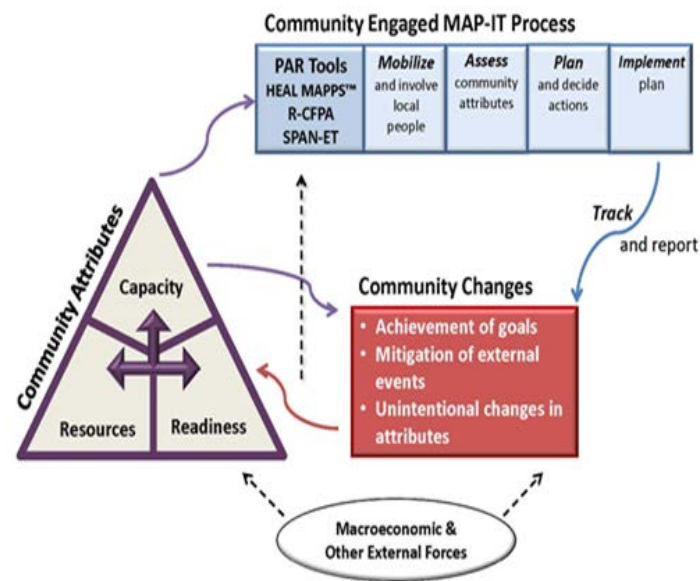 Community Engaged MAP-IT Process
PAR Tools
HEAL MAPPS™
R-CFPA
SPAN-ET
Mobilize
and involve
local
people
Assess
community
attributes
Plan
and decide
actions
Implement
plan
Track
and report
Community Attributes
Capacity
Resources
Readiness
Community Changes
• Achievement of goals
• Mitigation of external
events
• Unintentional changes in
attributes
Macroeconomic &
Other External Forces